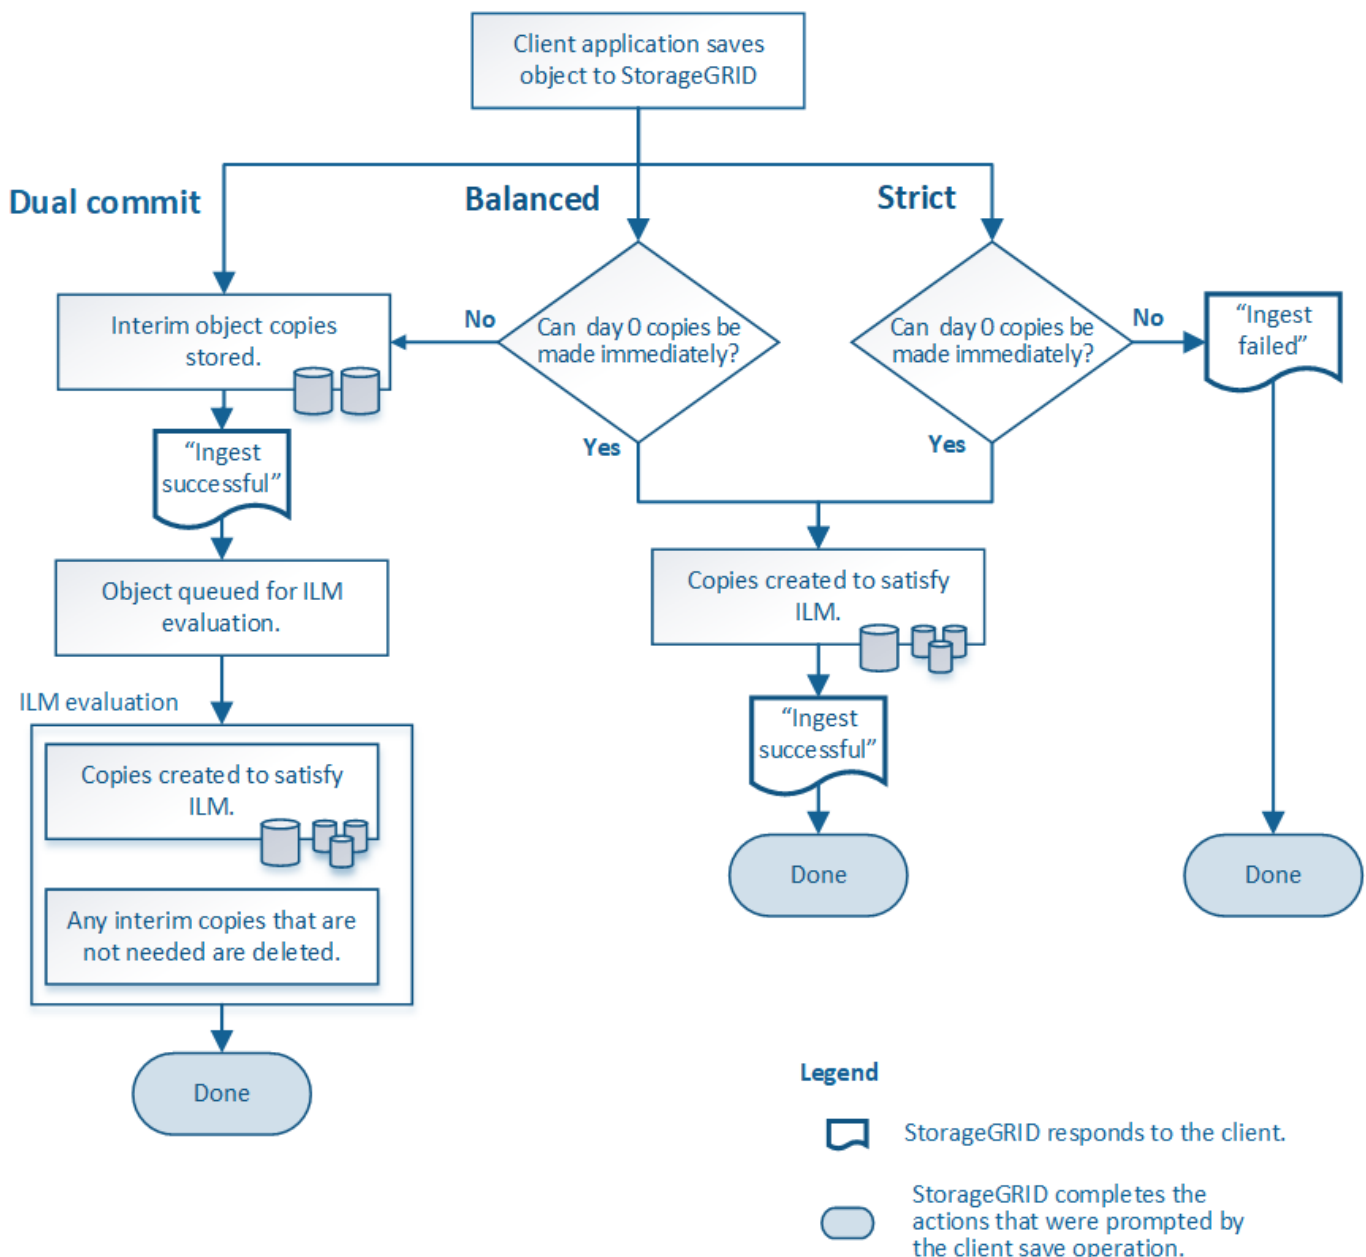 Client application saves
object to StorageGRID
Dual commit
Balanced
Strict
Interim object copies
stored.
No
Can day 0 copies be
made immediately?
Can day 0 copies be
made immediately?
No
“Ingest
failed”
Yes
Yes
“Ingest
successful”
Object queued for ILM
evaluation.
Copies created to satisfy
ILM.
ILM evaluation
“Ingest
successful”
Copies created to satisfy
ILM.
Done
Done
Any interim copies that are
not needed are deleted.
Done
Legend
StorageGRID responds to the client.
StorageGRID completes the
actions that were prompted by
the client save operation.